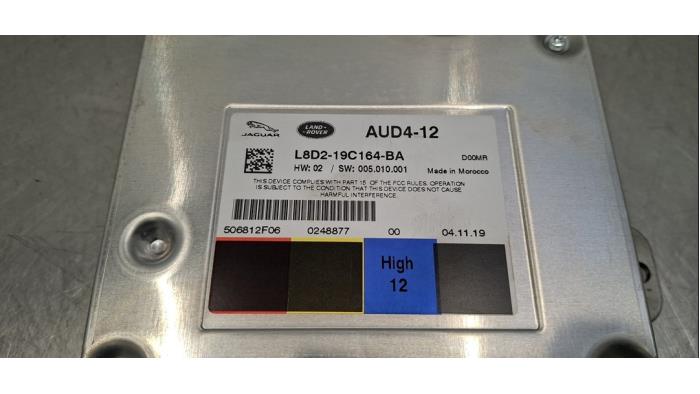 JAGUAR
LAND-ROVER
AUD4-12
L8D2-19C164-BA
D00MR
HW: 02 / SW: 005.010.001
Made in Morocco
THIS DEVICE COMPLIES WITH PART 15 OF THE FCC RULES. OPERATION
IS SUBJECT TO THE CONDITION THAT THIS DEVICE DOES NOT CAUSE
HARMFUL INTERFERENCE.
506812F06 0248877 00 04.11.19
High
12